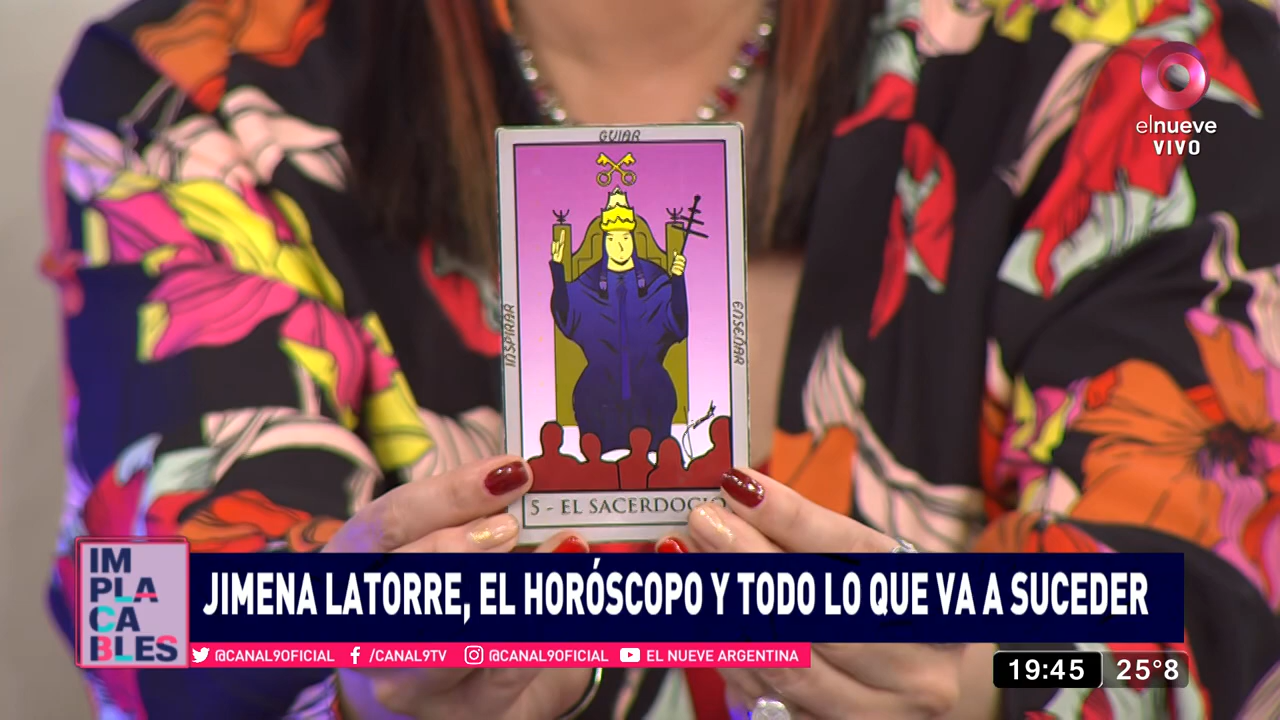 elnueve
VIVO
GUIAR
INSPIRAR
ENSEÑAR
5 - EL SACERDOCIO
IM
PLA
CA
BLES
JIMENA LATORRE, EL HORÓSCOPO Y TODO LO QUE VA A SUCEDER
@CANAL9OFICIAL /CANAL9TV @CANAL9OFICIAL EL NUEVE ARGENTINA
19:45 25°8